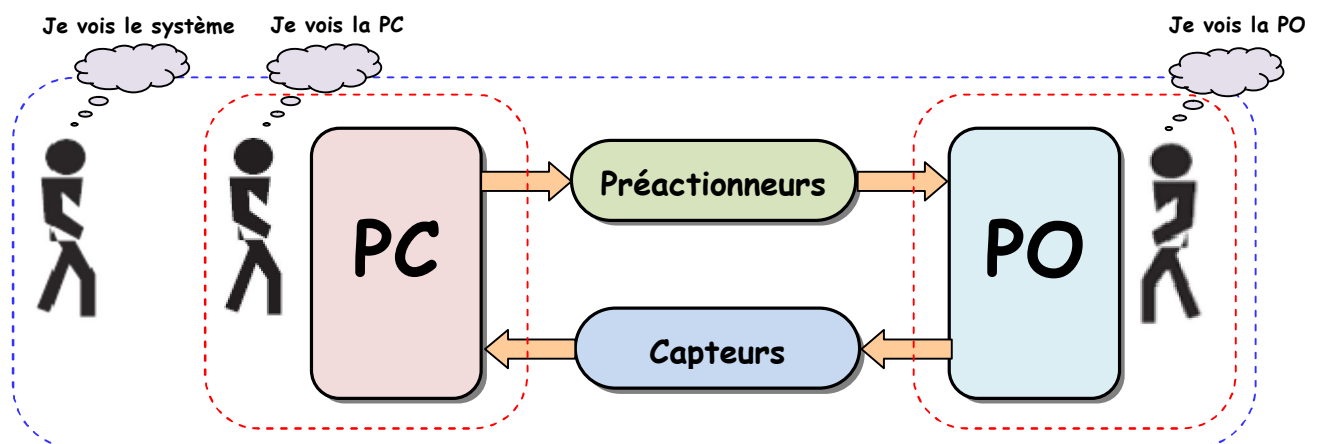 Je vois le système
Je vois la PC
Je vois la PO
Préactionneurs
PC
PO
Capteurs